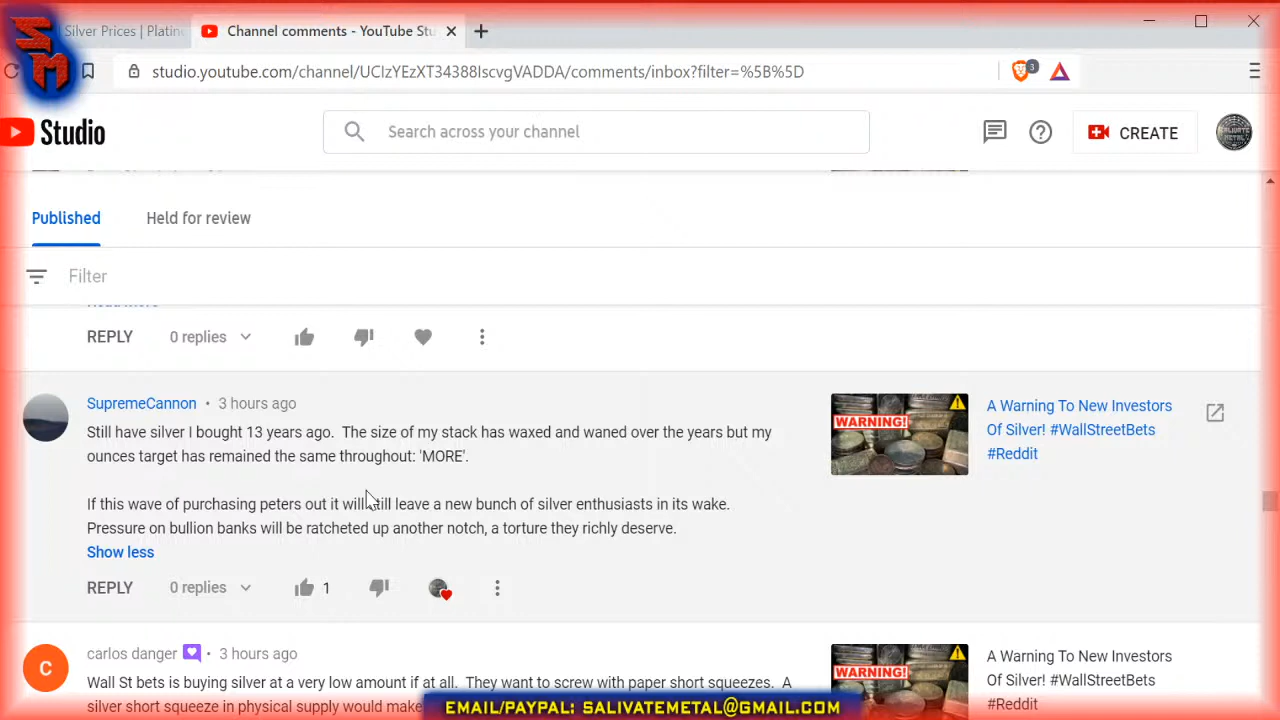 SM
Silver Prices | Platin
Channel comments - YouTube Stu
studio.youtube.com/channel/UCIzYEzXT34388IscvgVADDA/comments/inbox?filter=%5B%5D
3
Studio
Search across your channel
CREATE
Published
Held for review
Filter
Read more
REPLY
0 replies
SupremeCannon • 3 hours ago
Still have silver I bought 13 years ago. The size of my stack has waxed and waned over the years but my
ounces target has remained the same throughout: 'MORE'.
If this wave of purchasing peters out it will still leave a new bunch of silver enthusiasts in its wake.
Pressure on bullion banks will be ratcheted up another notch, a torture they richly deserve.
Show less
REPLY
0 replies
1
WARNING!
A Warning To New Investors
Of Silver! #WallStreetBets
#Reddit
C
carlos danger • 3 hours ago
Wall buying silver at a very low amount if at all. They want to screw with paper short squeezes. A
silver short squeeze in physical supply would make
WARNING!
A Warning To New Investors
Of Silver! #WallStreetBets
#Reddit
EMAIL/PAYPAL: SALIVATEMETAL@GMAIL.COM